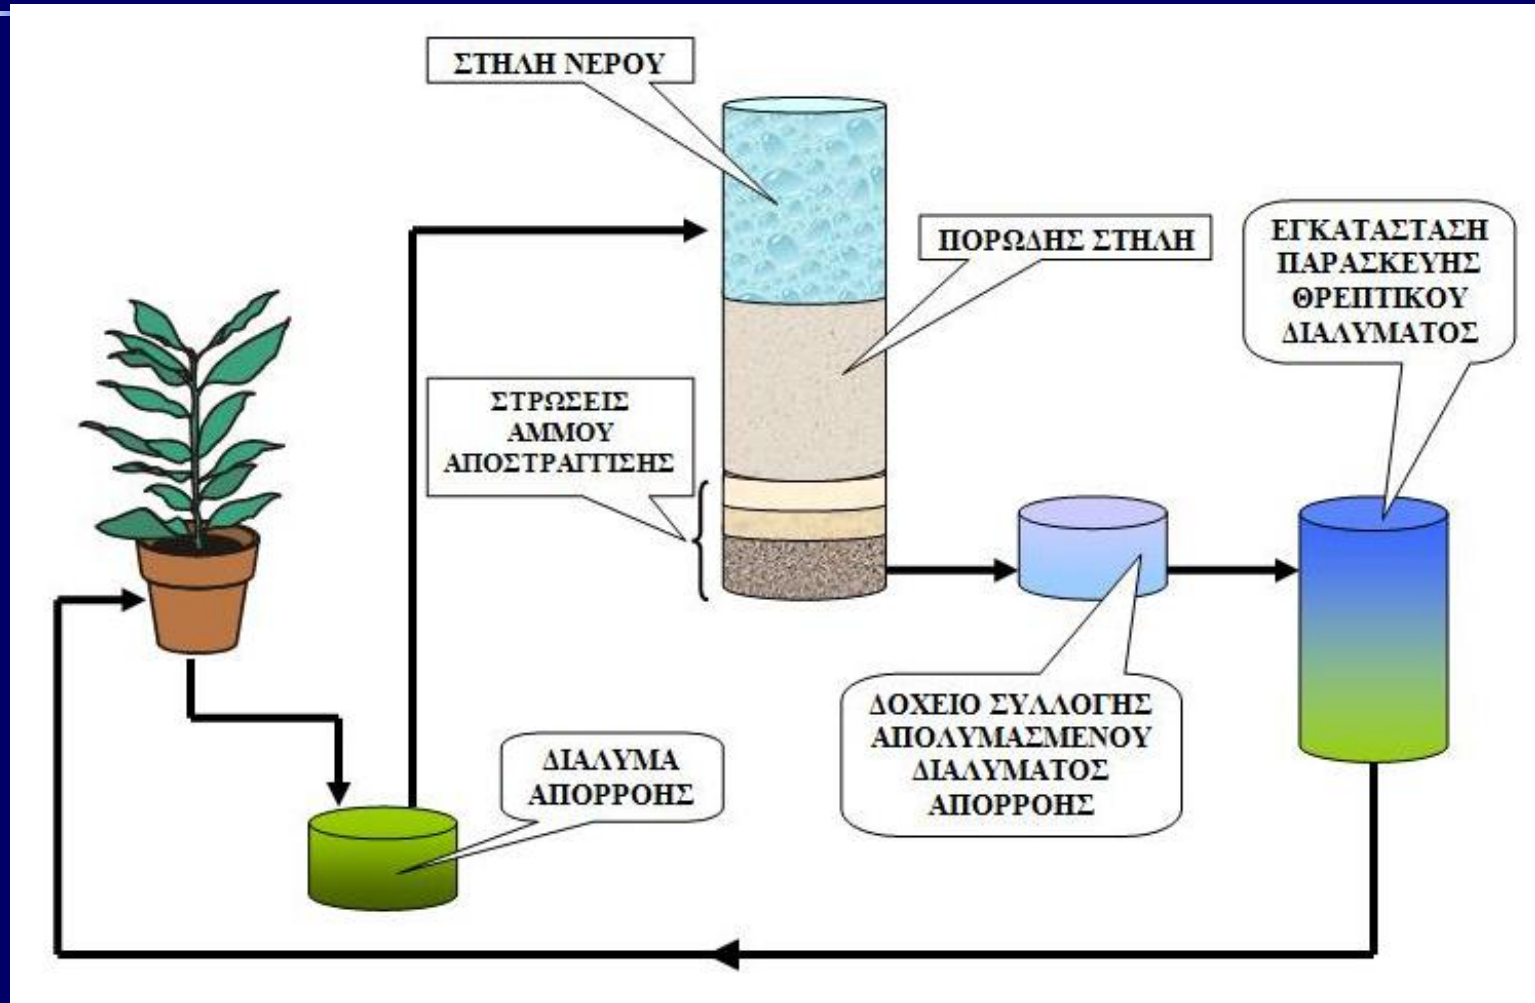 ΣΤΗΛΗ ΝΕΡΟΥ
ΠΟΡΩΔΗΣ ΣΤΗΛΗ
ΕΓΚΑΤΑΣΤΑΣΗ
ΠΑΡΑΣΚΕΥΗΣ
ΘΡΕΠΤΙΚΟΥ
ΔΙΑΛΥΜΑΤΟΣ
ΣΤΡΩΣΕΙΣ
ΑΜΜΟΥ
ΑΠΟΣΤΡΑΓΓΙΣΗΣ
ΔΟΧΕΙΟ ΣΥΛΛΟΓΗΣ
ΑΠΟΛΥΜΑΣΜΕΝΟΥ
ΔΙΑΛΥΜΑΤΟΣ
ΑΠΟΡΡΟΗΣ
ΔΙΑΛΥΜΑ
ΑΠΟΡΡΟΗΣ